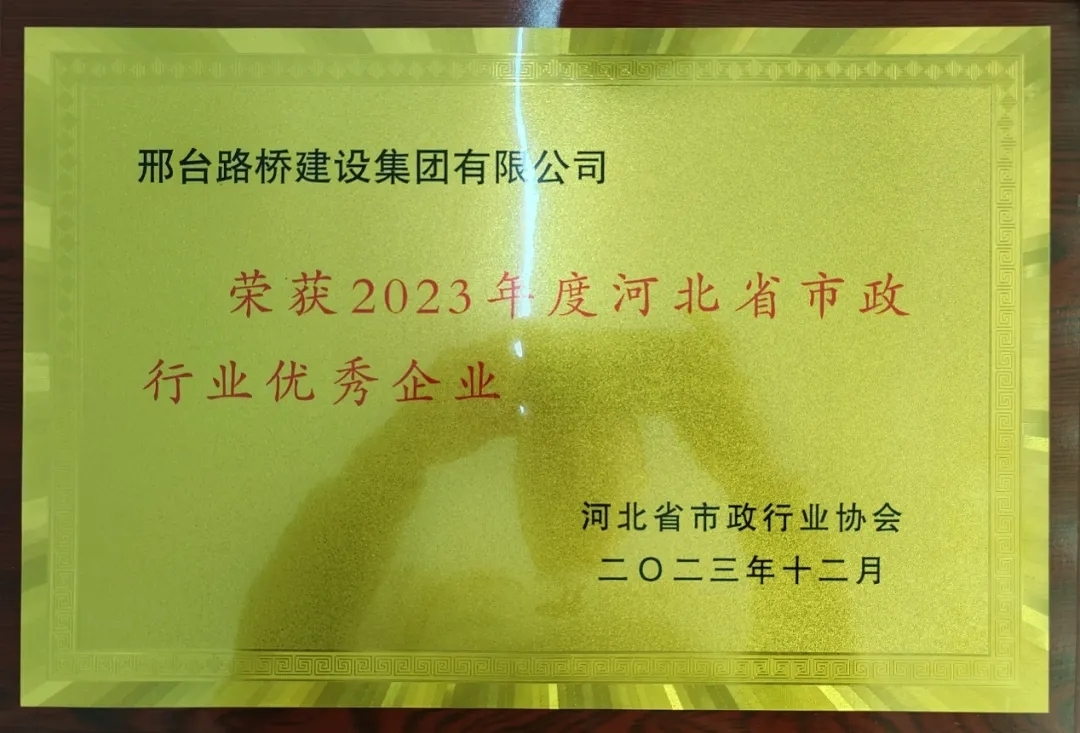 邢台路桥建设集团有限公司
荣获2023年度河北省市政
行业优秀企业
河北省市政行业协会
二〇二三年十二月